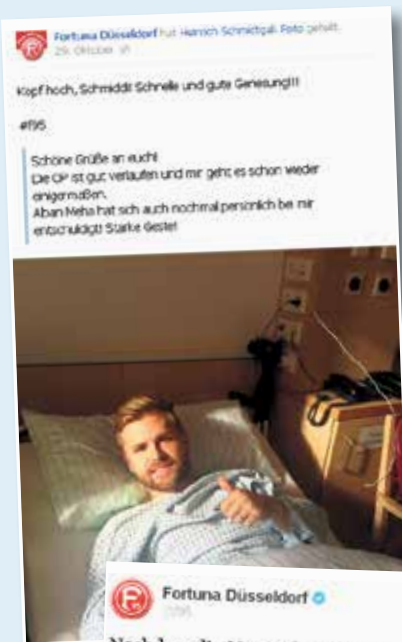 Fortuna Düsseldorf hat Heinrich Schmidtgals Foto geteilt.
29. Oktober
Kopf hoch, Schmiddi! Schnelle und gute Genesung!!!
#f95
Schöne Grüße an euch!
Die OP ist gut verlaufen und mir geht es schon wieder
einigermaßen.
Aban Meha hat sich auch nochmal persönlich bei mir
entschuldigt! Starke Geste!
Fortuna Düsseldorf